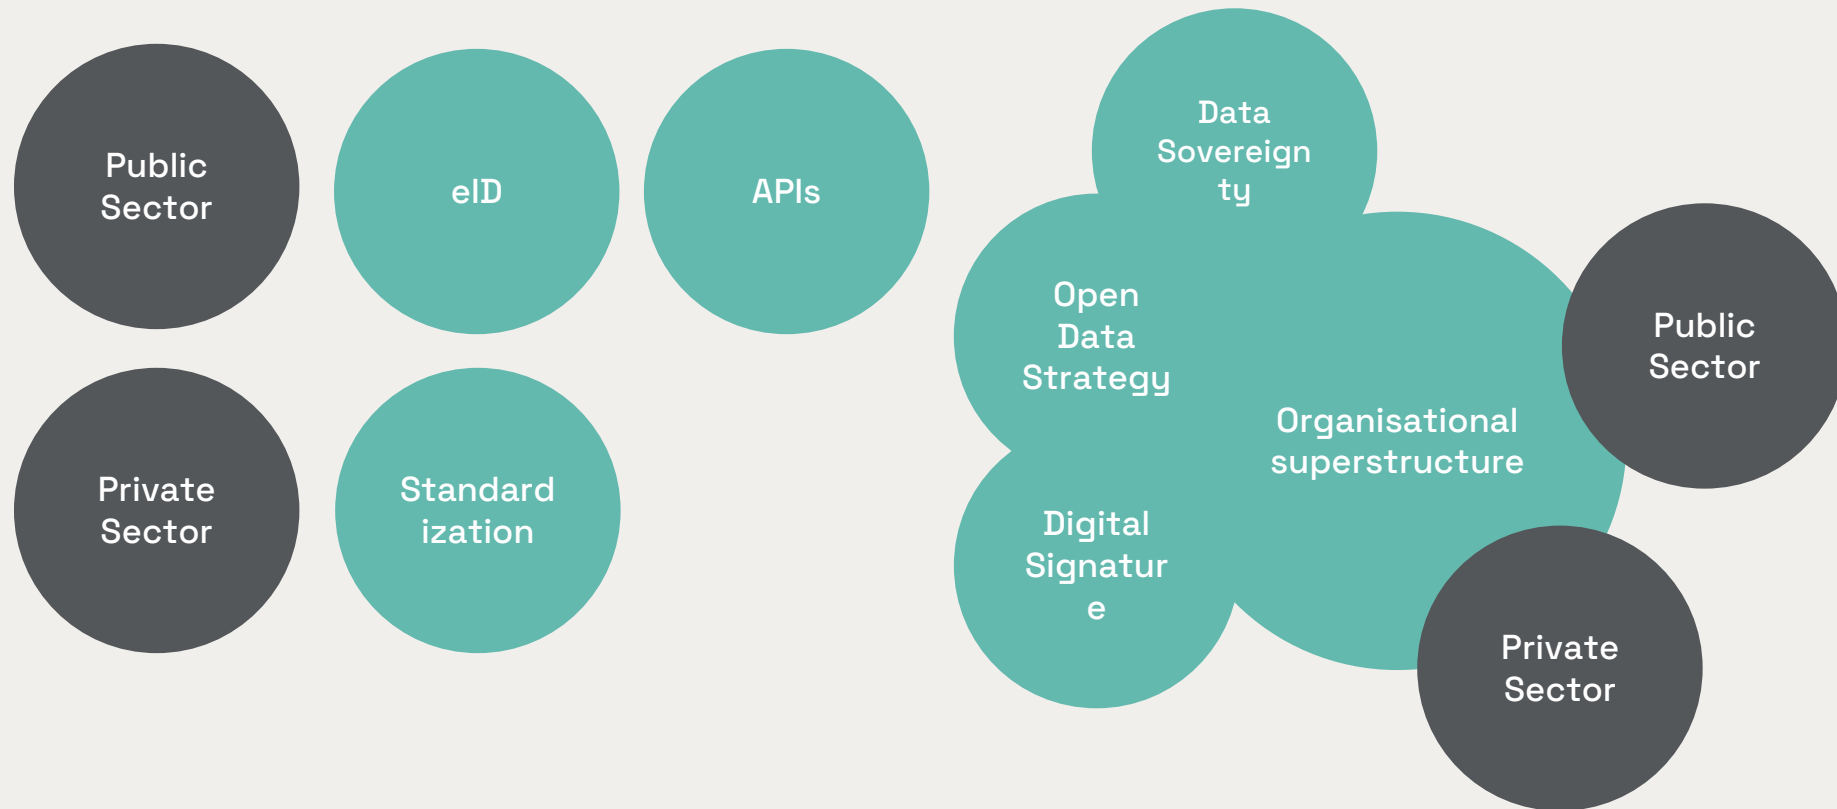 Public
Sector
eID
APIs
Private
Sector
Standard
ization
Data
Sovereign
ty
Open
Data
Strategy
Organisational
superstructure
Digital
Signatur
e
Public
Sector
Private
Sector